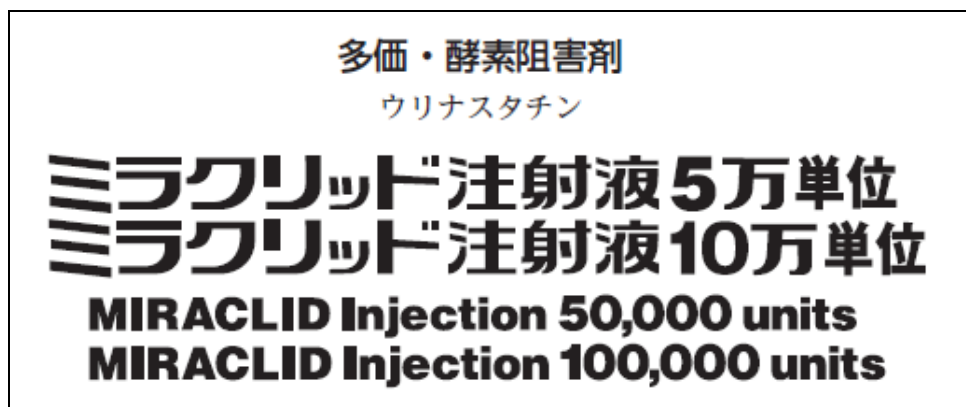 多価・酵素阻害剤
ウリナスタチン
ミラクリッド注射液5万単位
ミラクリッド注射液10万単位
MIRACLID Injection 50,000 units
MIRACLID Injection 100,000 units